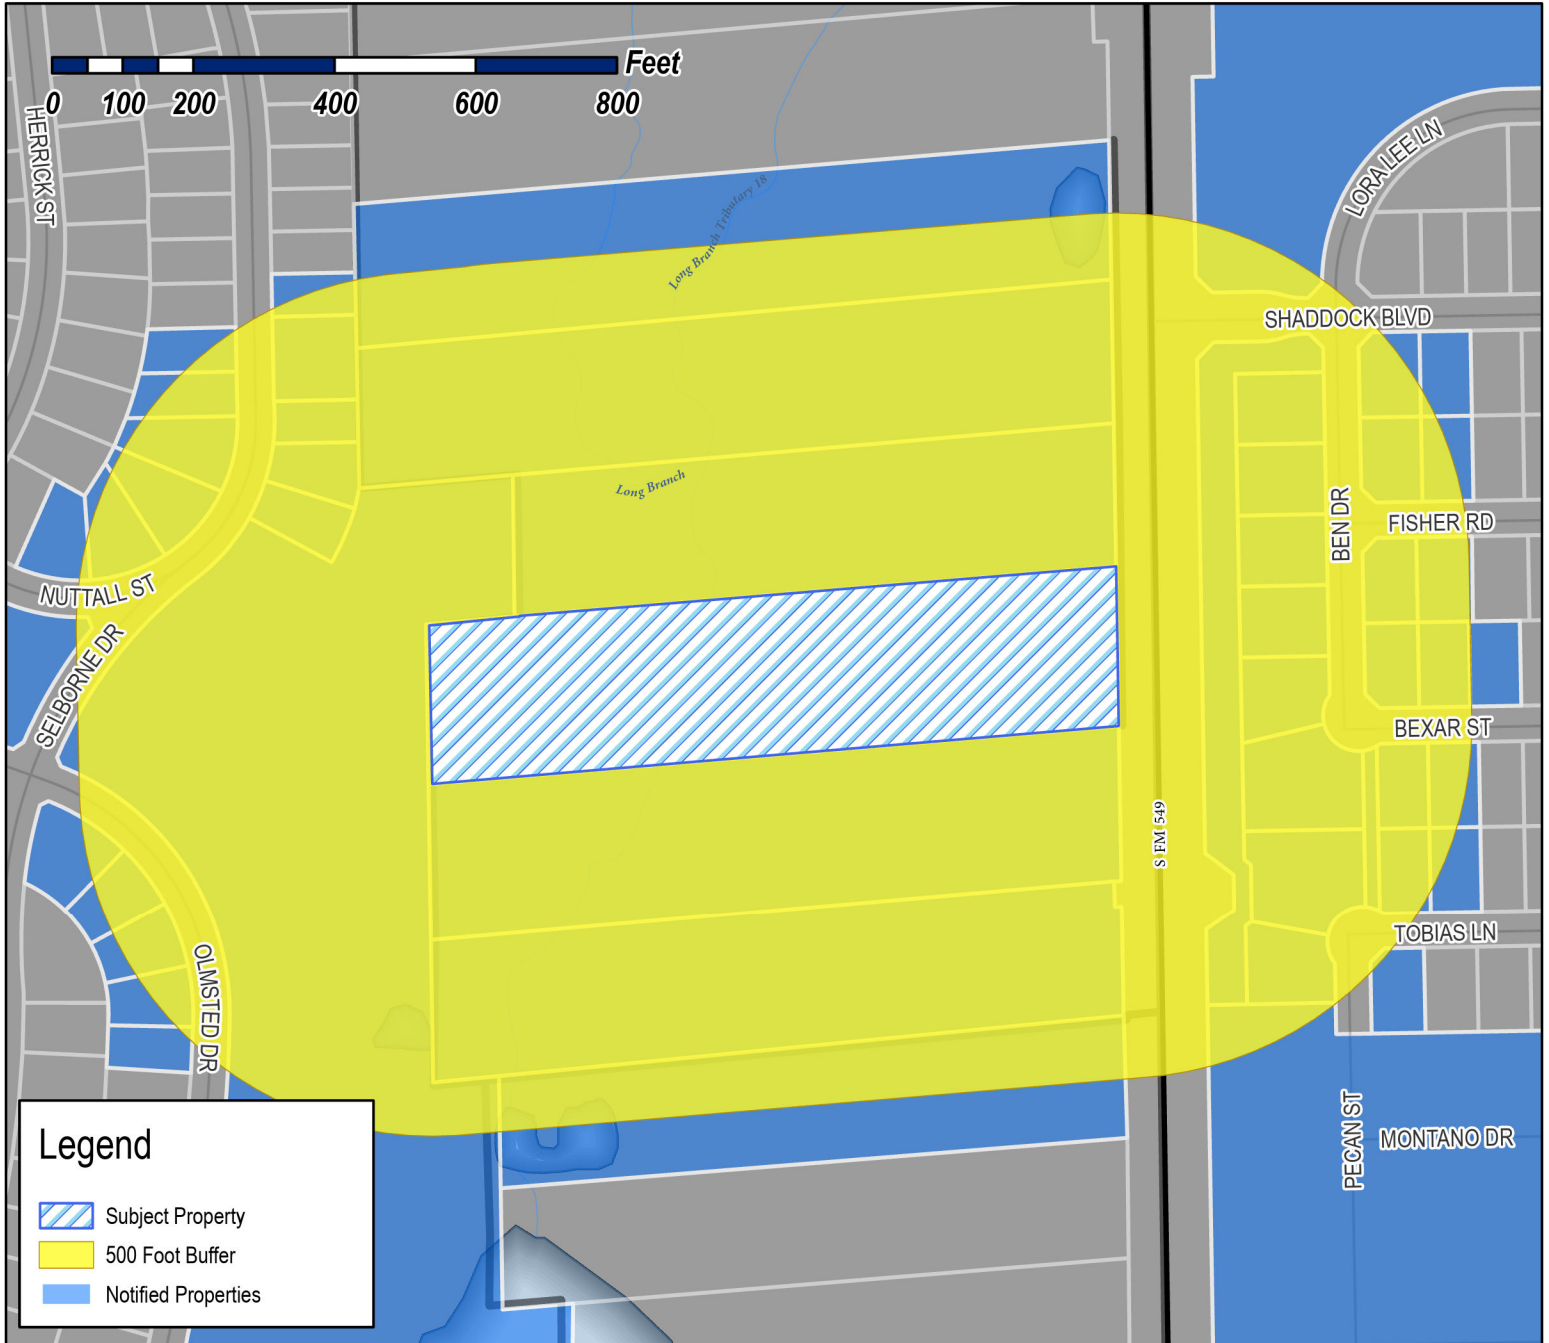 Feet
0 100 200 400 600 800
HERRICK ST
LORALEE LN
Long Branch Tributary 18
SHADDOCK BLVD
Long Branch
BEN DR
FISHER RD
NUTTALL ST
SELBORNE DR
BEXAR ST
S FM 549
TOBIAS LN
OLMSTED DR
PECAN ST
MONTANO DR
Legend
Subject Property
500 Foot Buffer
Notified Properties